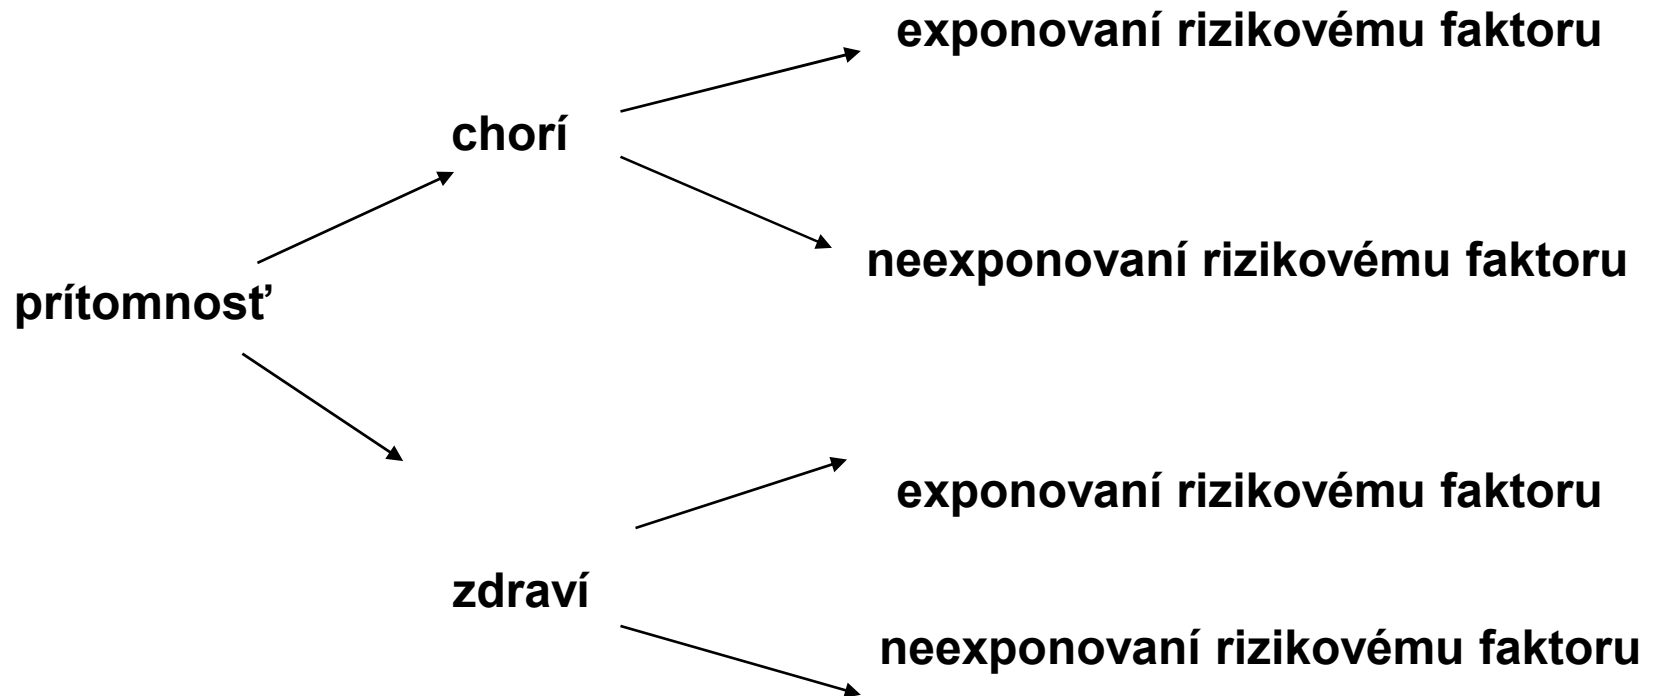 exponovaní rizikovému faktoru
chorí
neexponovaní rizikovému faktoru
prítomnosť
exponovaní rizikovému faktoru
zdraví
neexponovaní rizikovému faktoru